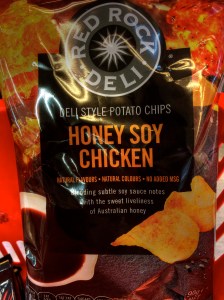 RED ROCK
DELI
DELI STYLE POTATO CHIPS
HONEY SOY
CHICKEN
NATURAL FLAVOURS • NATURAL COLOURS • NO ADDED MSG
subtle soy sauce notes
with the sweet liveliness
of Australian honey